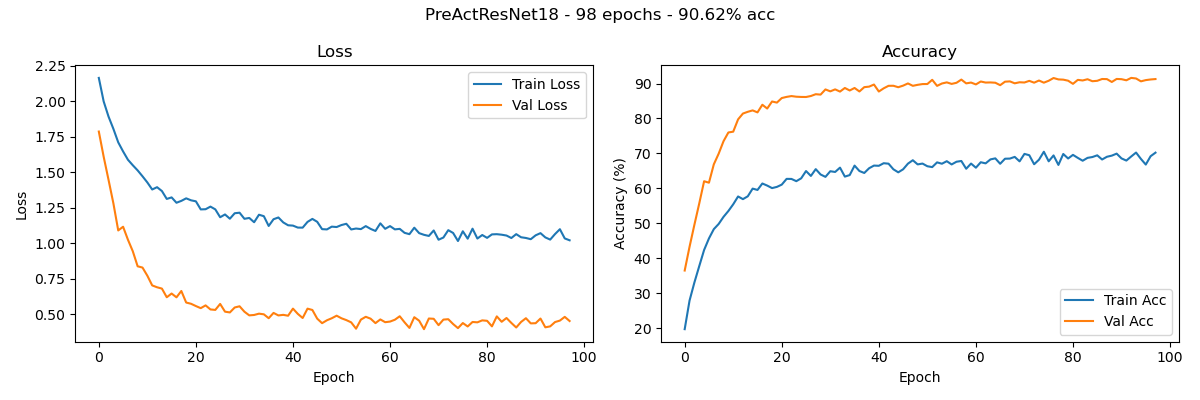 PreActResNet18 - 98 epochs - 90.62% acc
Loss
2.25
2.00
1.75
1.50
1.25
1.00
0.75
0.50
Loss
Train Loss
Val Loss
0
20
40
60
80
100
Epoch
Accuracy
90
80
70
60
50
40
30
20
Accuracy (%)
Train Acc
Val Acc
0
20
40
60
80
100
Epoch